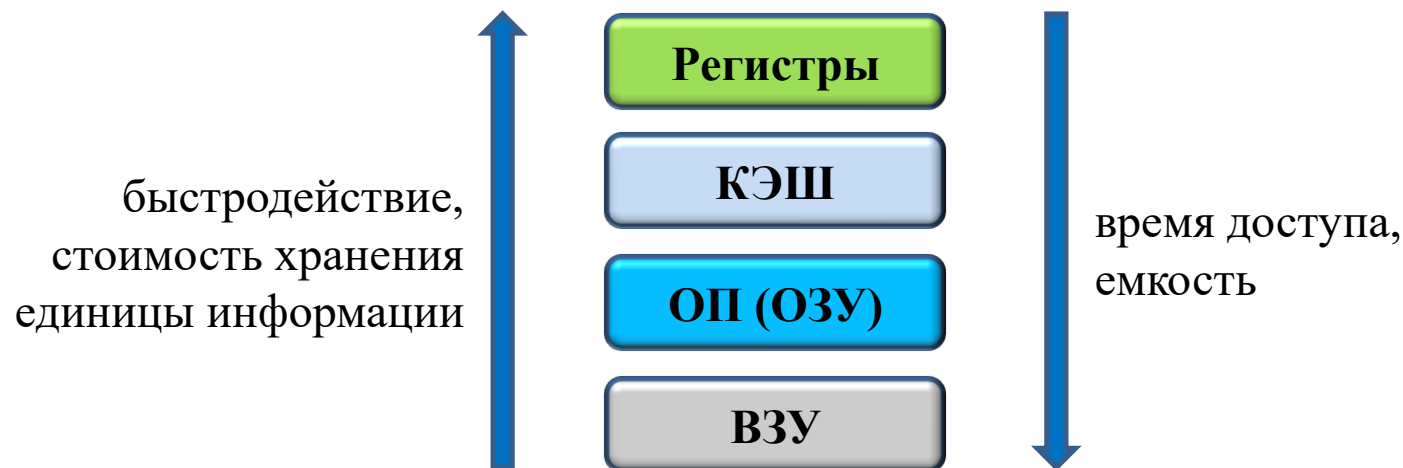 Регистры
КЭШ
ОП (ОЗУ)
ВЗУ
быстродействие,
стоимость хранения
единицы информации
время доступа,
емкость